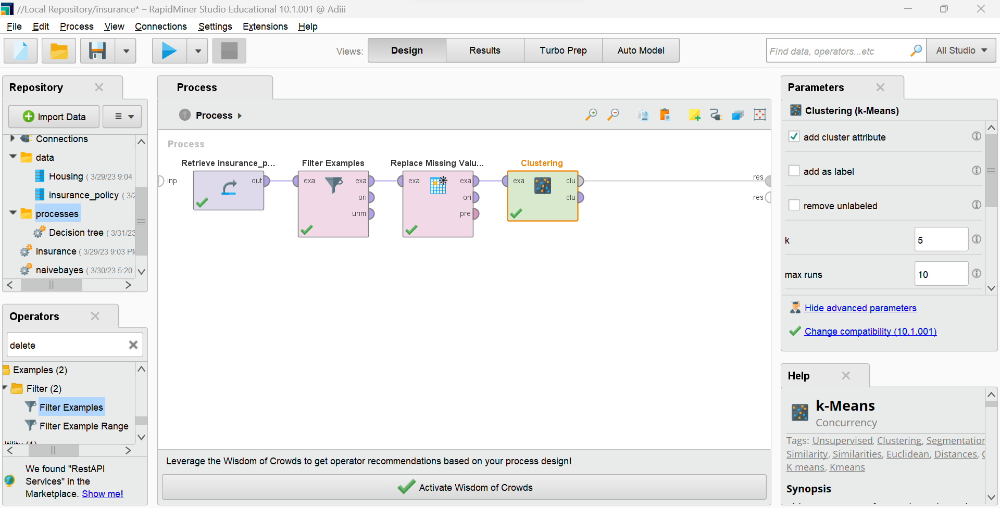 //Local Repository/insurance* – RapidMiner Studio Educational 10.1.001 @ Adiii
File Edit Process View Connections Settings Extensions Help
Views: Design Results Turbo Prep Auto Model
Find data, operators...etc
All Studio
Repository
Import Data
Connections
data
Housing ( 3/29/23 9:04
insurance_policy ( 3/2
processes
Decision tree ( 3/31/23
insurance ( 3/29/23 9:03 PM
naivebayes ( 3/30/23 5:20
Operators
delete
Examples (2)
Filter (2)
Filter Examples
Filter Example Range
We found "RestAPI
Services" in the
Marketplace. Show me!
Process
Process
Process
Retrieve insurance_p...
Filter Examples
Replace Missing Valu...
Clustering
inp
out
exa
exa
ori
unm
exa
exa
ori
pre
exa
clu
clu
res
res
Leverage the Wisdom of Crowds to get operator recommendations based on your process design!
Activate Wisdom of Crowds
Parameters
Clustering (k-Means)
add cluster attribute
add as label
remove unlabeled
k
5
max runs
10
Hide advanced parameters
Change compatibility (10.1.001)
Help
k-Means
Concurrency
Tags: Unsupervised, Clustering, Segmentation
Similarity, Similarities, Euclidean, Distances,
K means, Kmeans
Synopsis